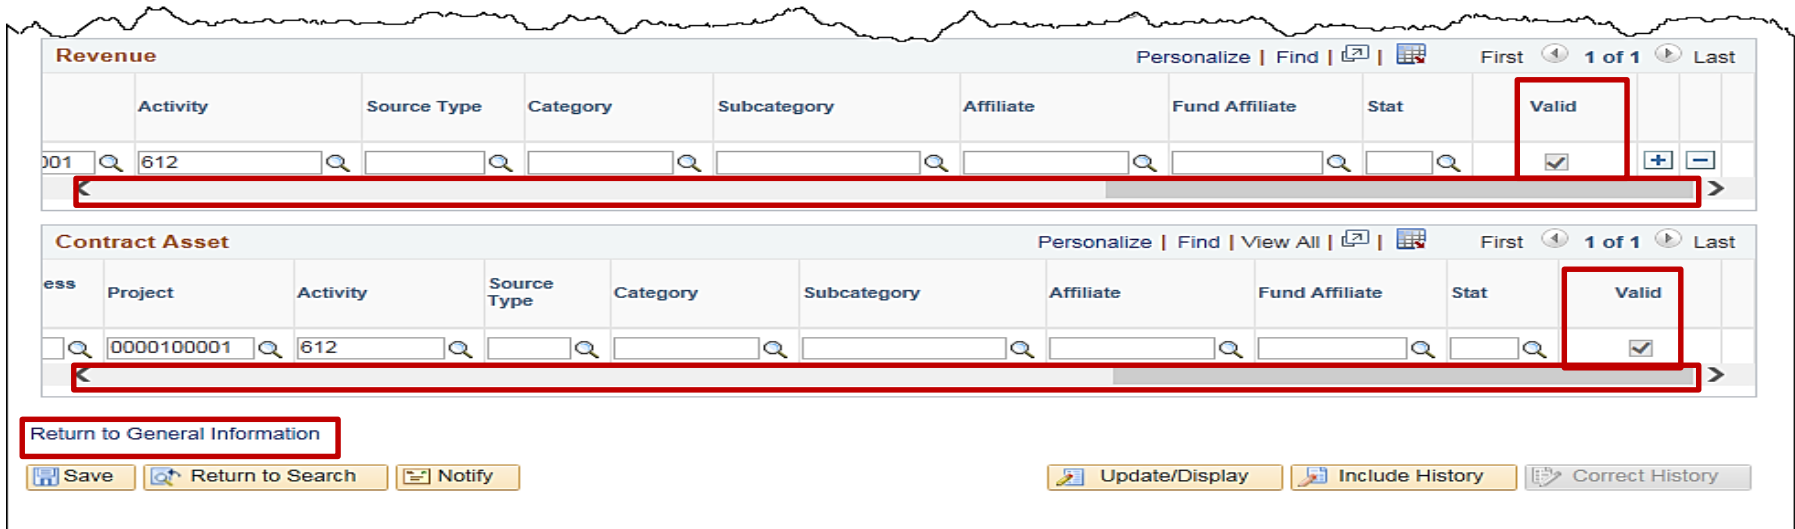 Revenue Personalize | Find | | First 1 of 1 Last
Activity Source Type Category Subcategory Affiliate Fund Affiliate Stat Valid
001 612
Contract Asset Personalize | Find | View All | | First 1 of 1 Last
ess Project Activity Source Type Category Subcategory Affiliate Fund Affiliate Stat Valid
0000100001 612
Return to General Information
Save Return to Search Notify Update/Display Include History Correct History